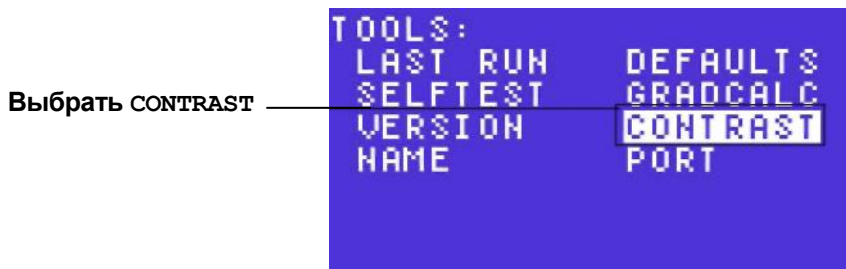 TOOLS:
LAST RUN DEFAULTS
SELFTEST GRADCALC
Выбрать CONTRAST
VERSION CONTRAST
NAME PORT